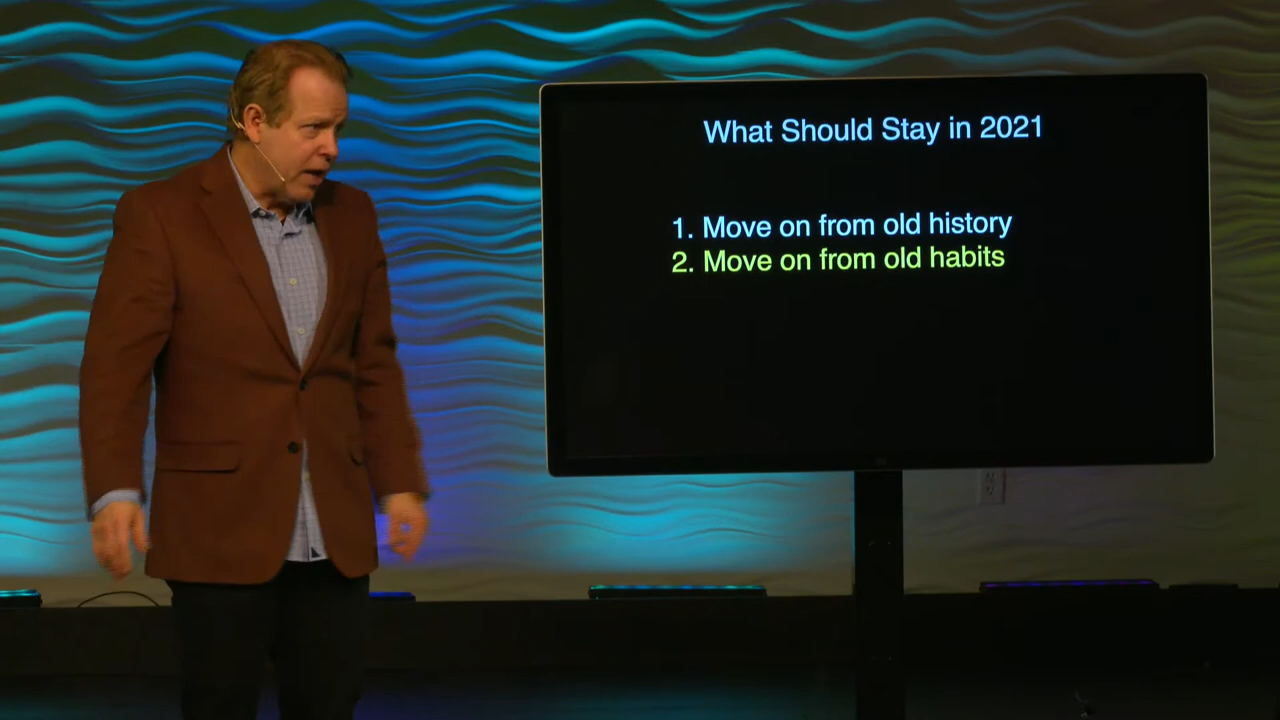 What Should Stay in 2021
1. Move on from old history
2. Move on from old habits